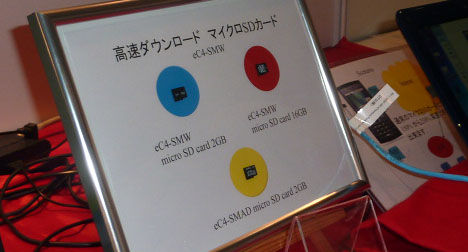 高速ダウンロード マイクロSDカード
eC4-SMW
eC4-SMW
micro SD card 2GB
eC4-SMW
micro SD card 16GB
eC4-SMAD micro SD card 2GB